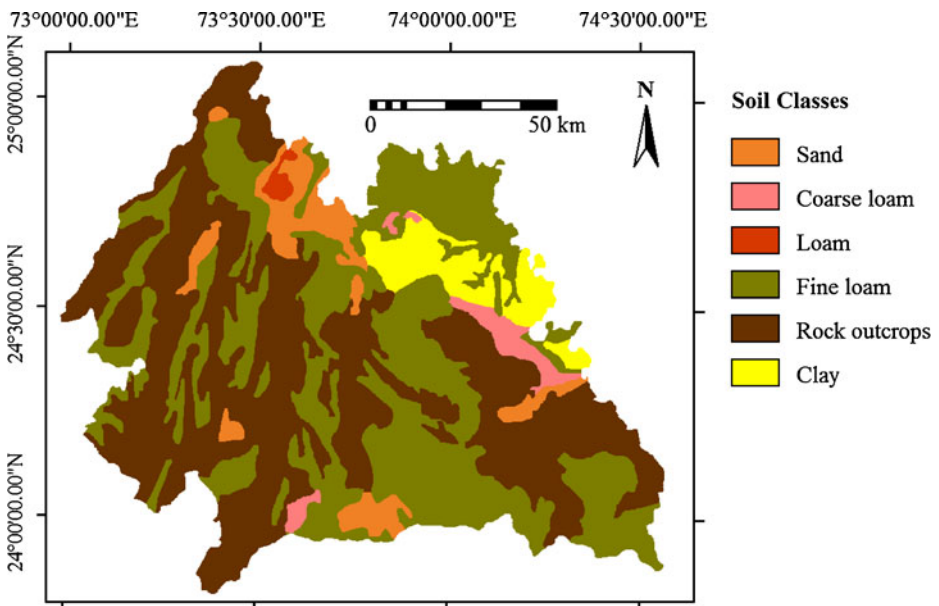 73°00'00.00"E 73°30'00.00"E 74°00'00.00"E 74°30'00.00"E
25°00'00.00"N
24°30'00.00"N
24°00'00.00"N
0 50 km
N
Soil Classes
Sand
Coarse loam
Loam
Fine loam
Rock outcrops
Clay